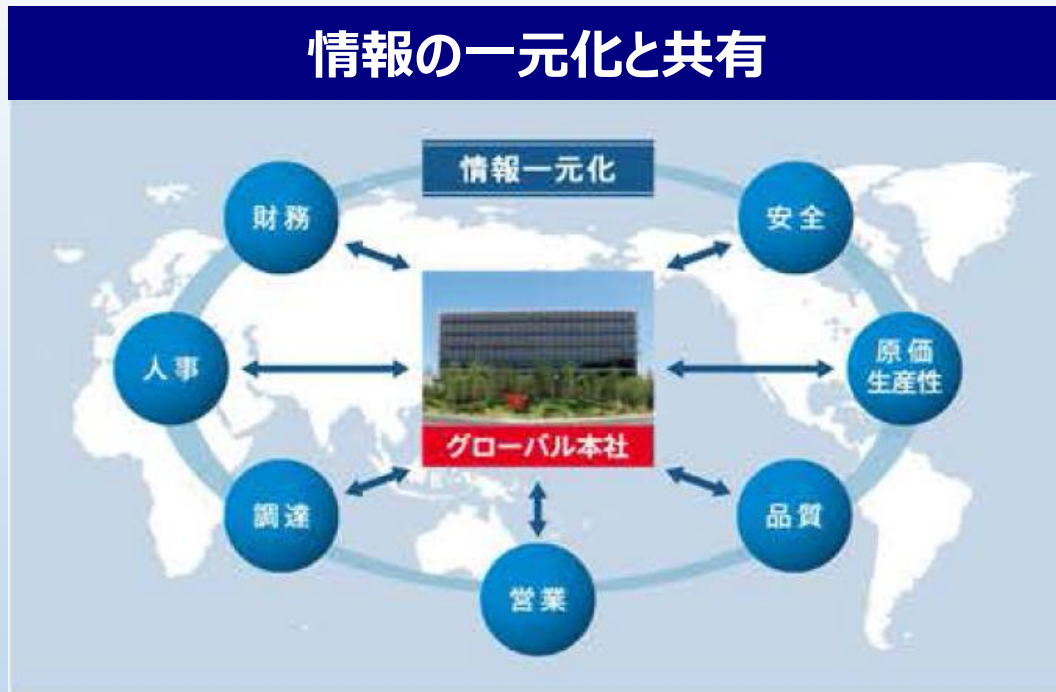 情報の一元化と共有
情報一元化
財務
安全
人事
原価
生産性
グローバル本社
調達
品質
営業